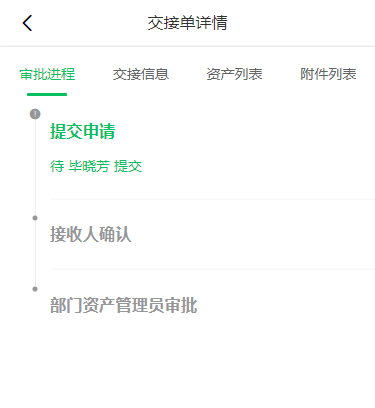 交接单详情
审批进程 交接信息 资产列表 附件列表
提交申请
待 毕晓芳 提交
接收人确认
部门资产管理员审批